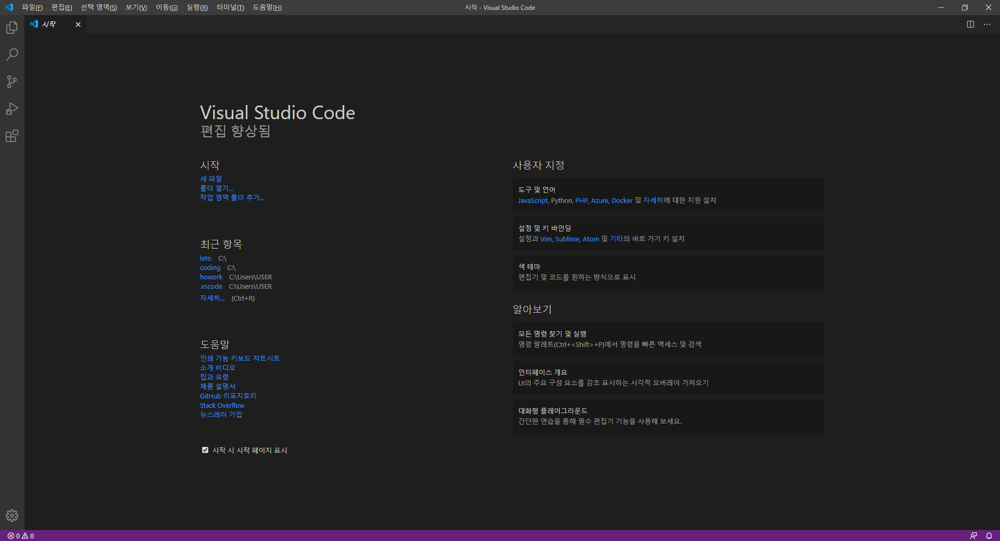 파일(F) 편집(E) 선택 영역(S) 보기(V) 이동(G) 실행(R) 터미널(T) 도움말(H) 시작 - Visual Studio Code
시작
Visual Studio Code
편집 향상됨
시작
새 파일
폴더 열기...
작업 영역 폴더 추가...
최근 항목
leto C:\
coding C:\
howork C:\Users\USER
.vscode C:\Users\USER
자세히... (Ctrl+R)
도움말
인쇄 가능 키보드 치트시트
소개 비디오
팁과 요령
제품 설명서
GitHub 리포지토리
Stack Overflow
뉴스레터 가입
시작 시 시작 페이지 표시
사용자 지정
도구 및 언어
JavaScript, Python, PHP, Azure, Docker 및 자세히에 대한 지원 설치
설정 및 키 바인딩
설정과 Vim, Sublime, Atom 및 기타의 바로 가기 키 설치
색 테마
편집기 및 코드를 원하는 방식으로 표시
알아보기
모든 명령 찾기 및 실행
명령 팔레트(Ctrl+<Shift>+P)에서 명령을 빠른 액세스 및 검색
인터페이스 개요
UI의 주요 구성 요소를 강조 표시하는 시각적 오버레이 가져오기
대화형 플레이그라운드
간단한 연습을 통해 필수 편집기 기능을 사용해 보세요.
0 0